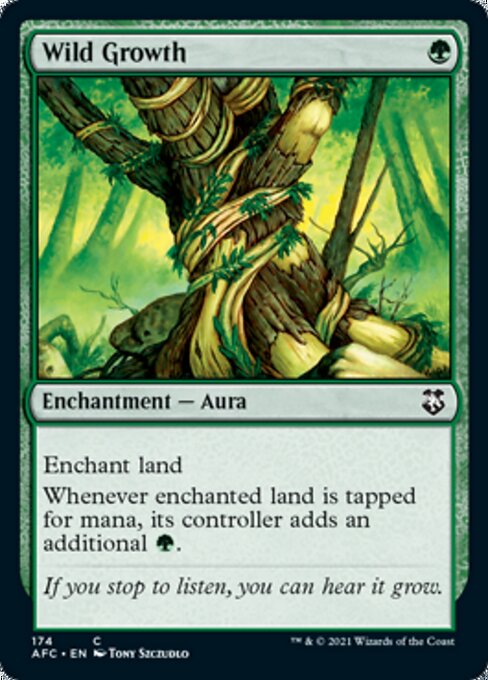 Wild Growth
Enchantment — Aura
Enchant land
Whenever enchanted land is tapped
for mana, its controller adds an
additional .
If you stop to listen, you can hear it grow.
174 C
AFC • EN Tony Szczudlo
™ & © 2021 Wizards of the Coast